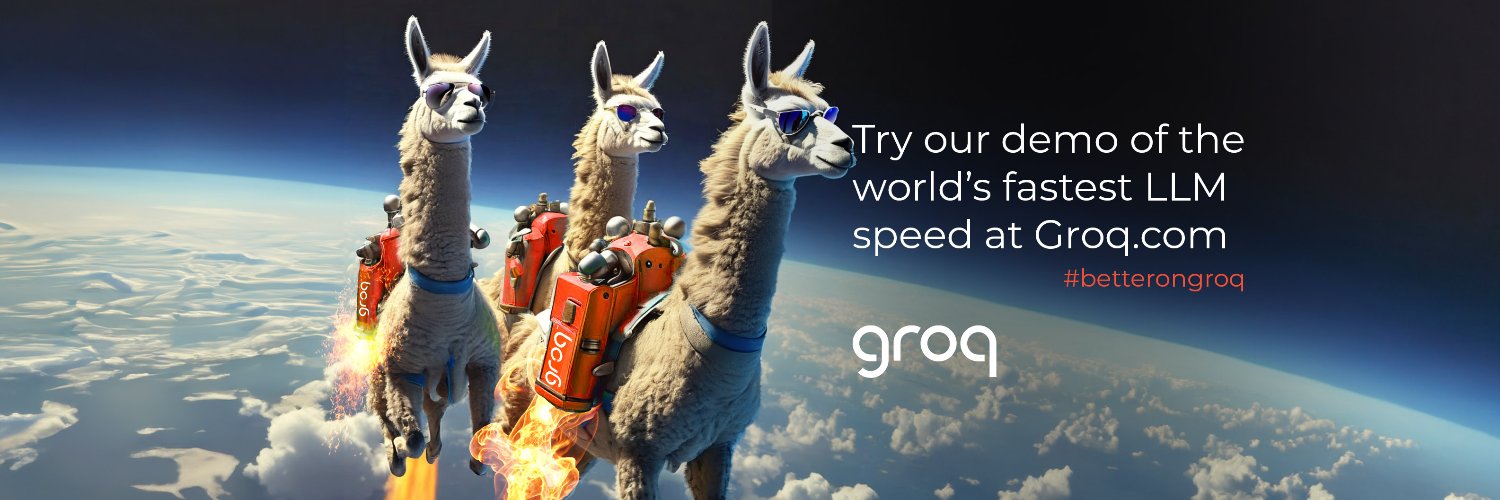 Try our demo of the
world's fastest LLM
speed at Groq.com
#betterongroq
groq
groq
groq